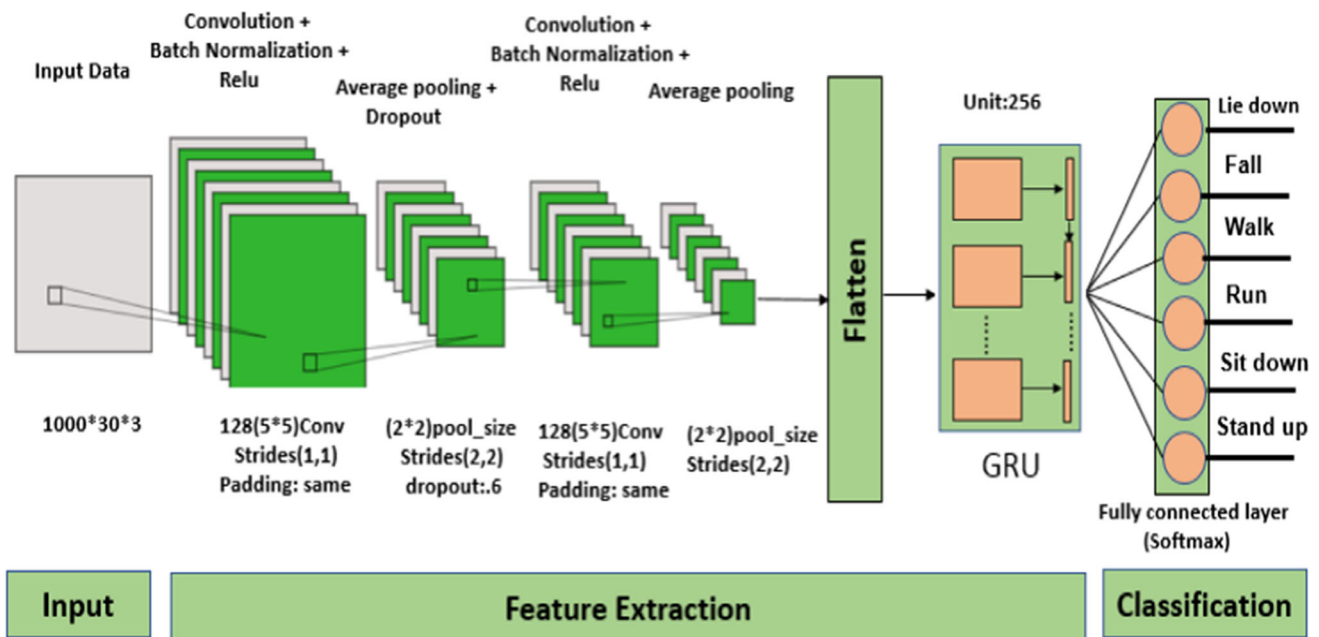 Input Data
Convolution +
Batch Normalization +
Relu
Average pooling +
Dropout
Convolution +
Batch Normalization +
Relu
Average pooling
Flatten
Unit:256
GRU
Lie down
Fall
Walk
Run
Sit down
Stand up
1000*30*3
128(5*5)Conv
Strides(1,1)
Padding: same
(2*2)pool_size
Strides(2,2)
dropout:.6
128(5*5)Conv
Strides(1,1)
Padding: same
(2*2)pool_size
Strides(2,2)
Fully connected layer
(Softmax)
Input
Feature Extraction
Classification